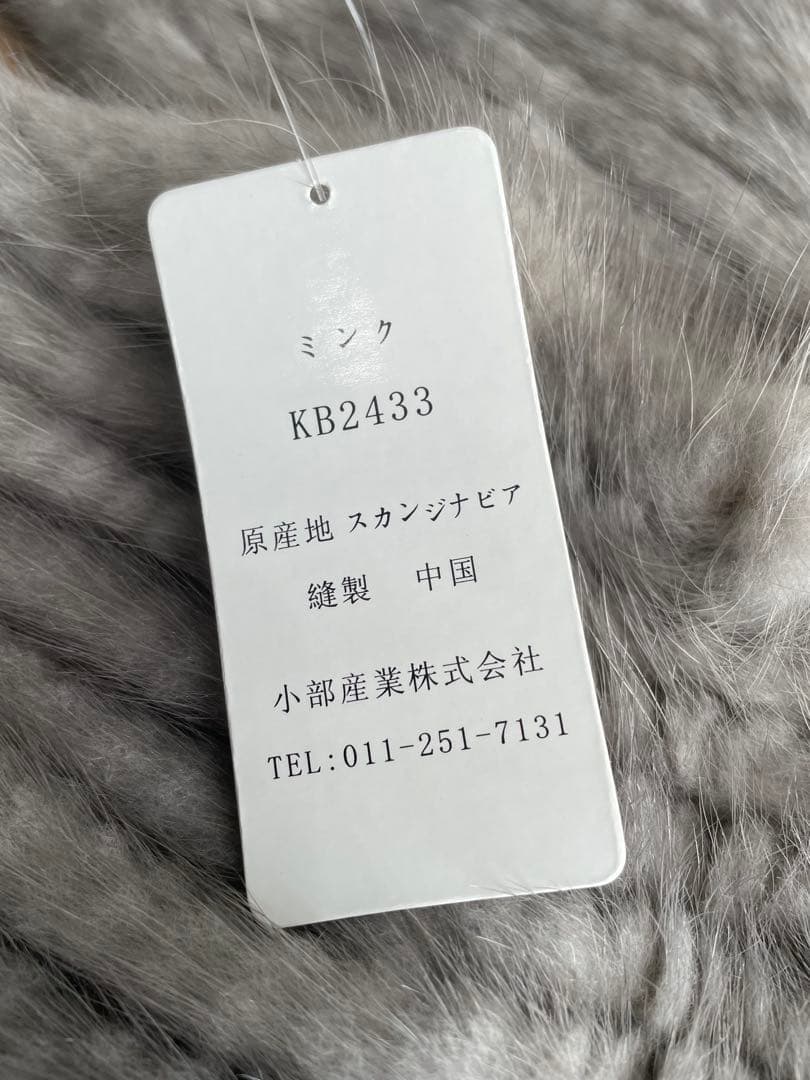 ミンク
KB2433
原産地 スカンジナビア
縫製 中国
小部産業株式会社
TEL:011-251-7131